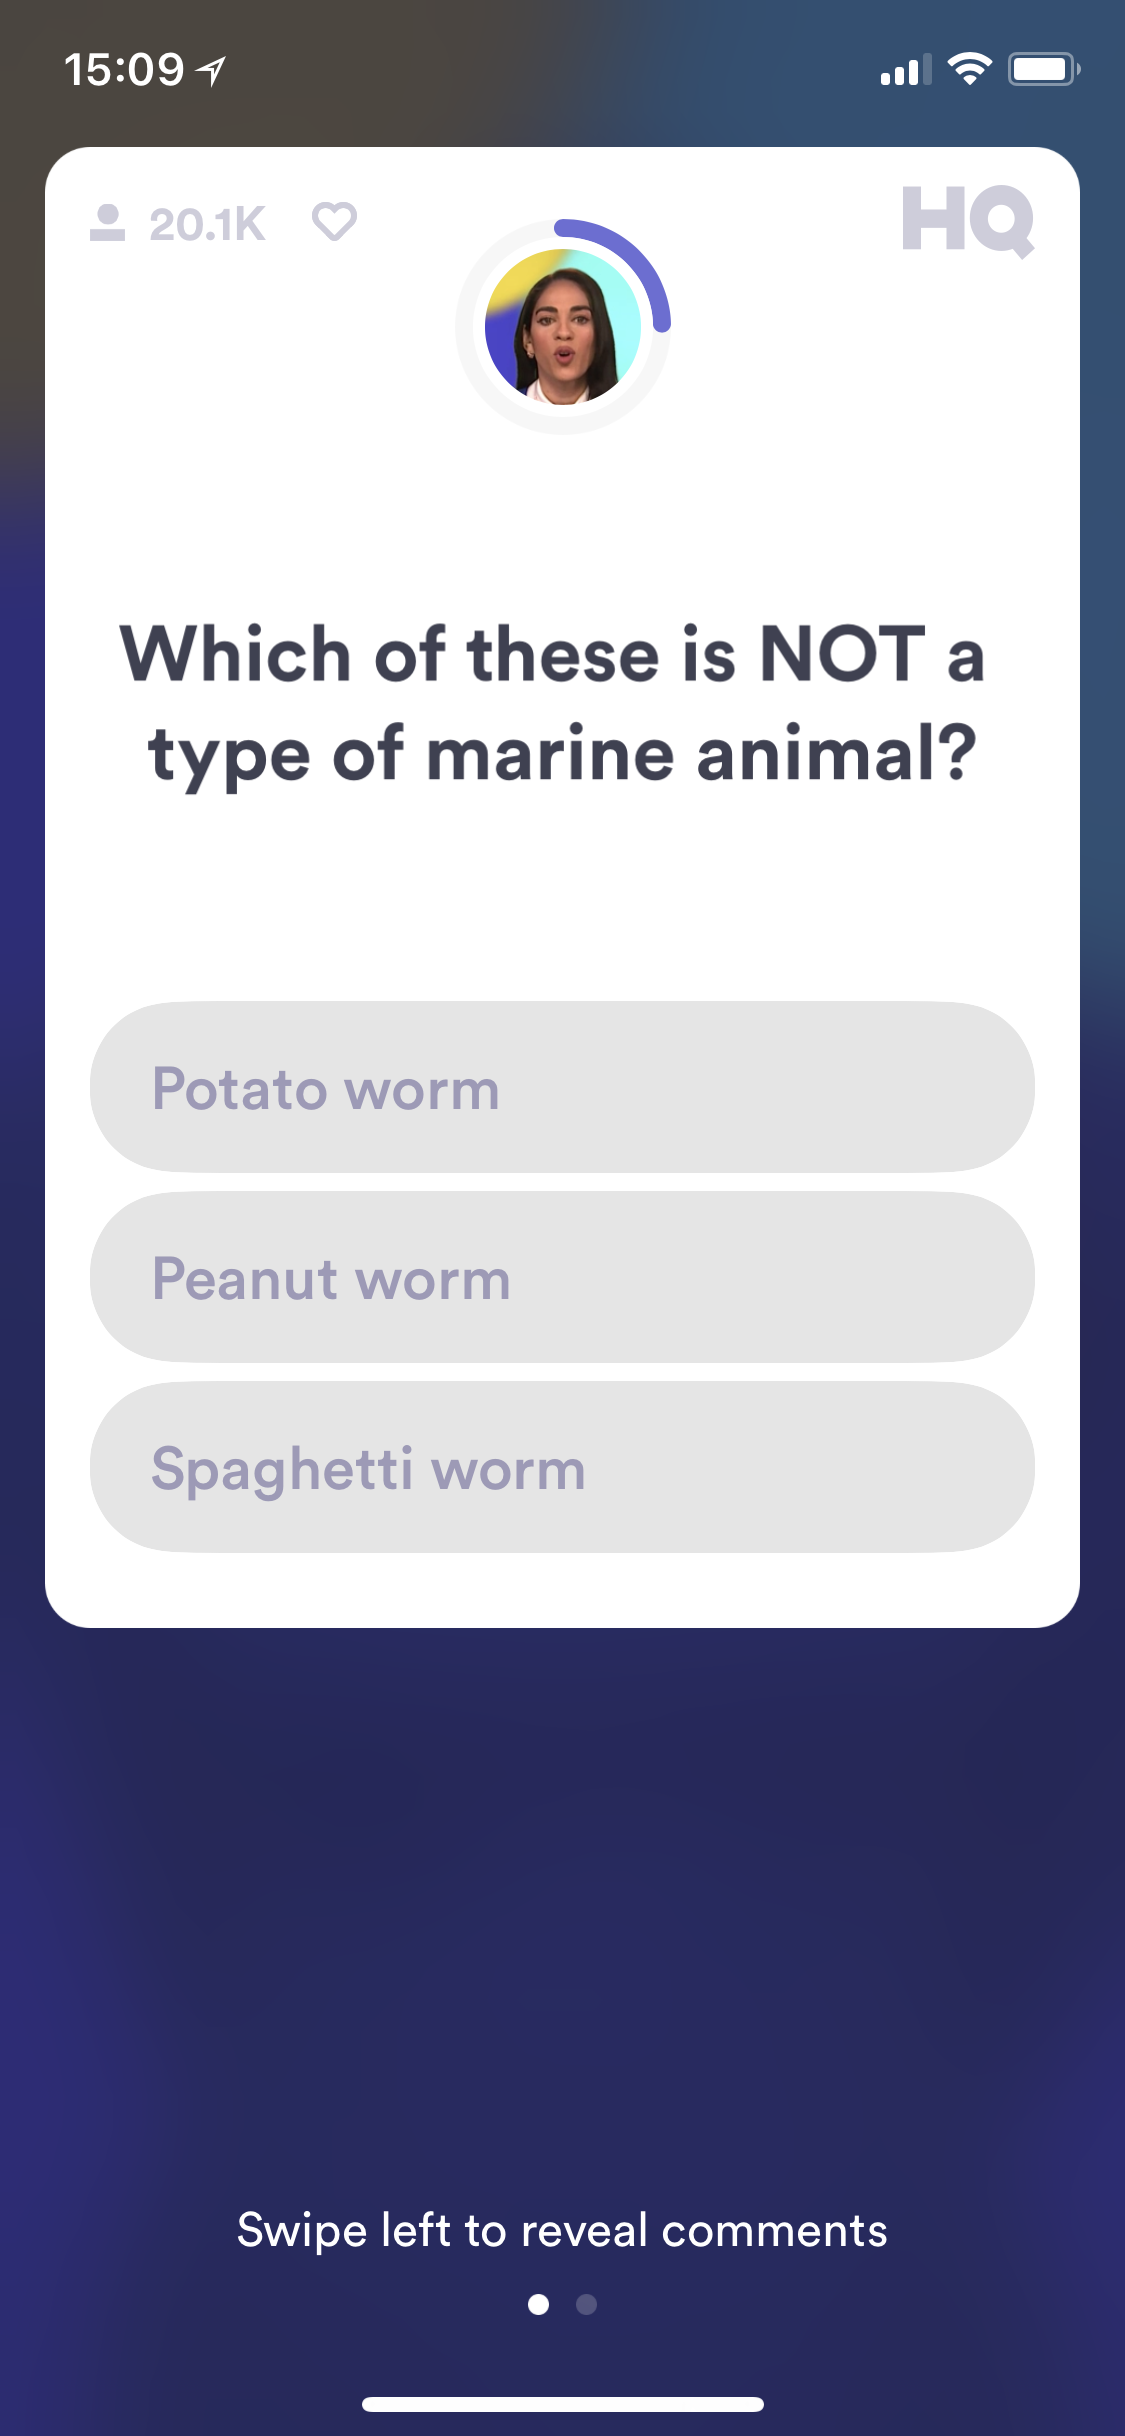 15:09
20.1K
HQ
Which of these is NOT a
type of marine animal?
Potato worm
Peanut worm
Spaghetti worm
Swipe left to reveal comments